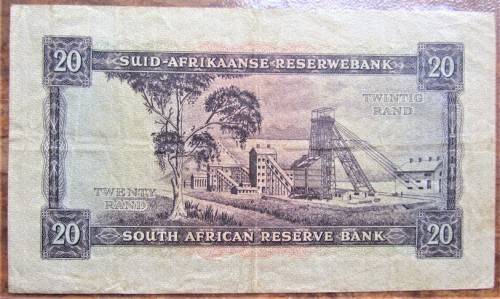 20 SUID-AFRIKAANSE RESERWEBANK 20
TWINTIG
RAND
TWENTY
RAND
20 SOUTH AFRICAN RESERVE BANK 20